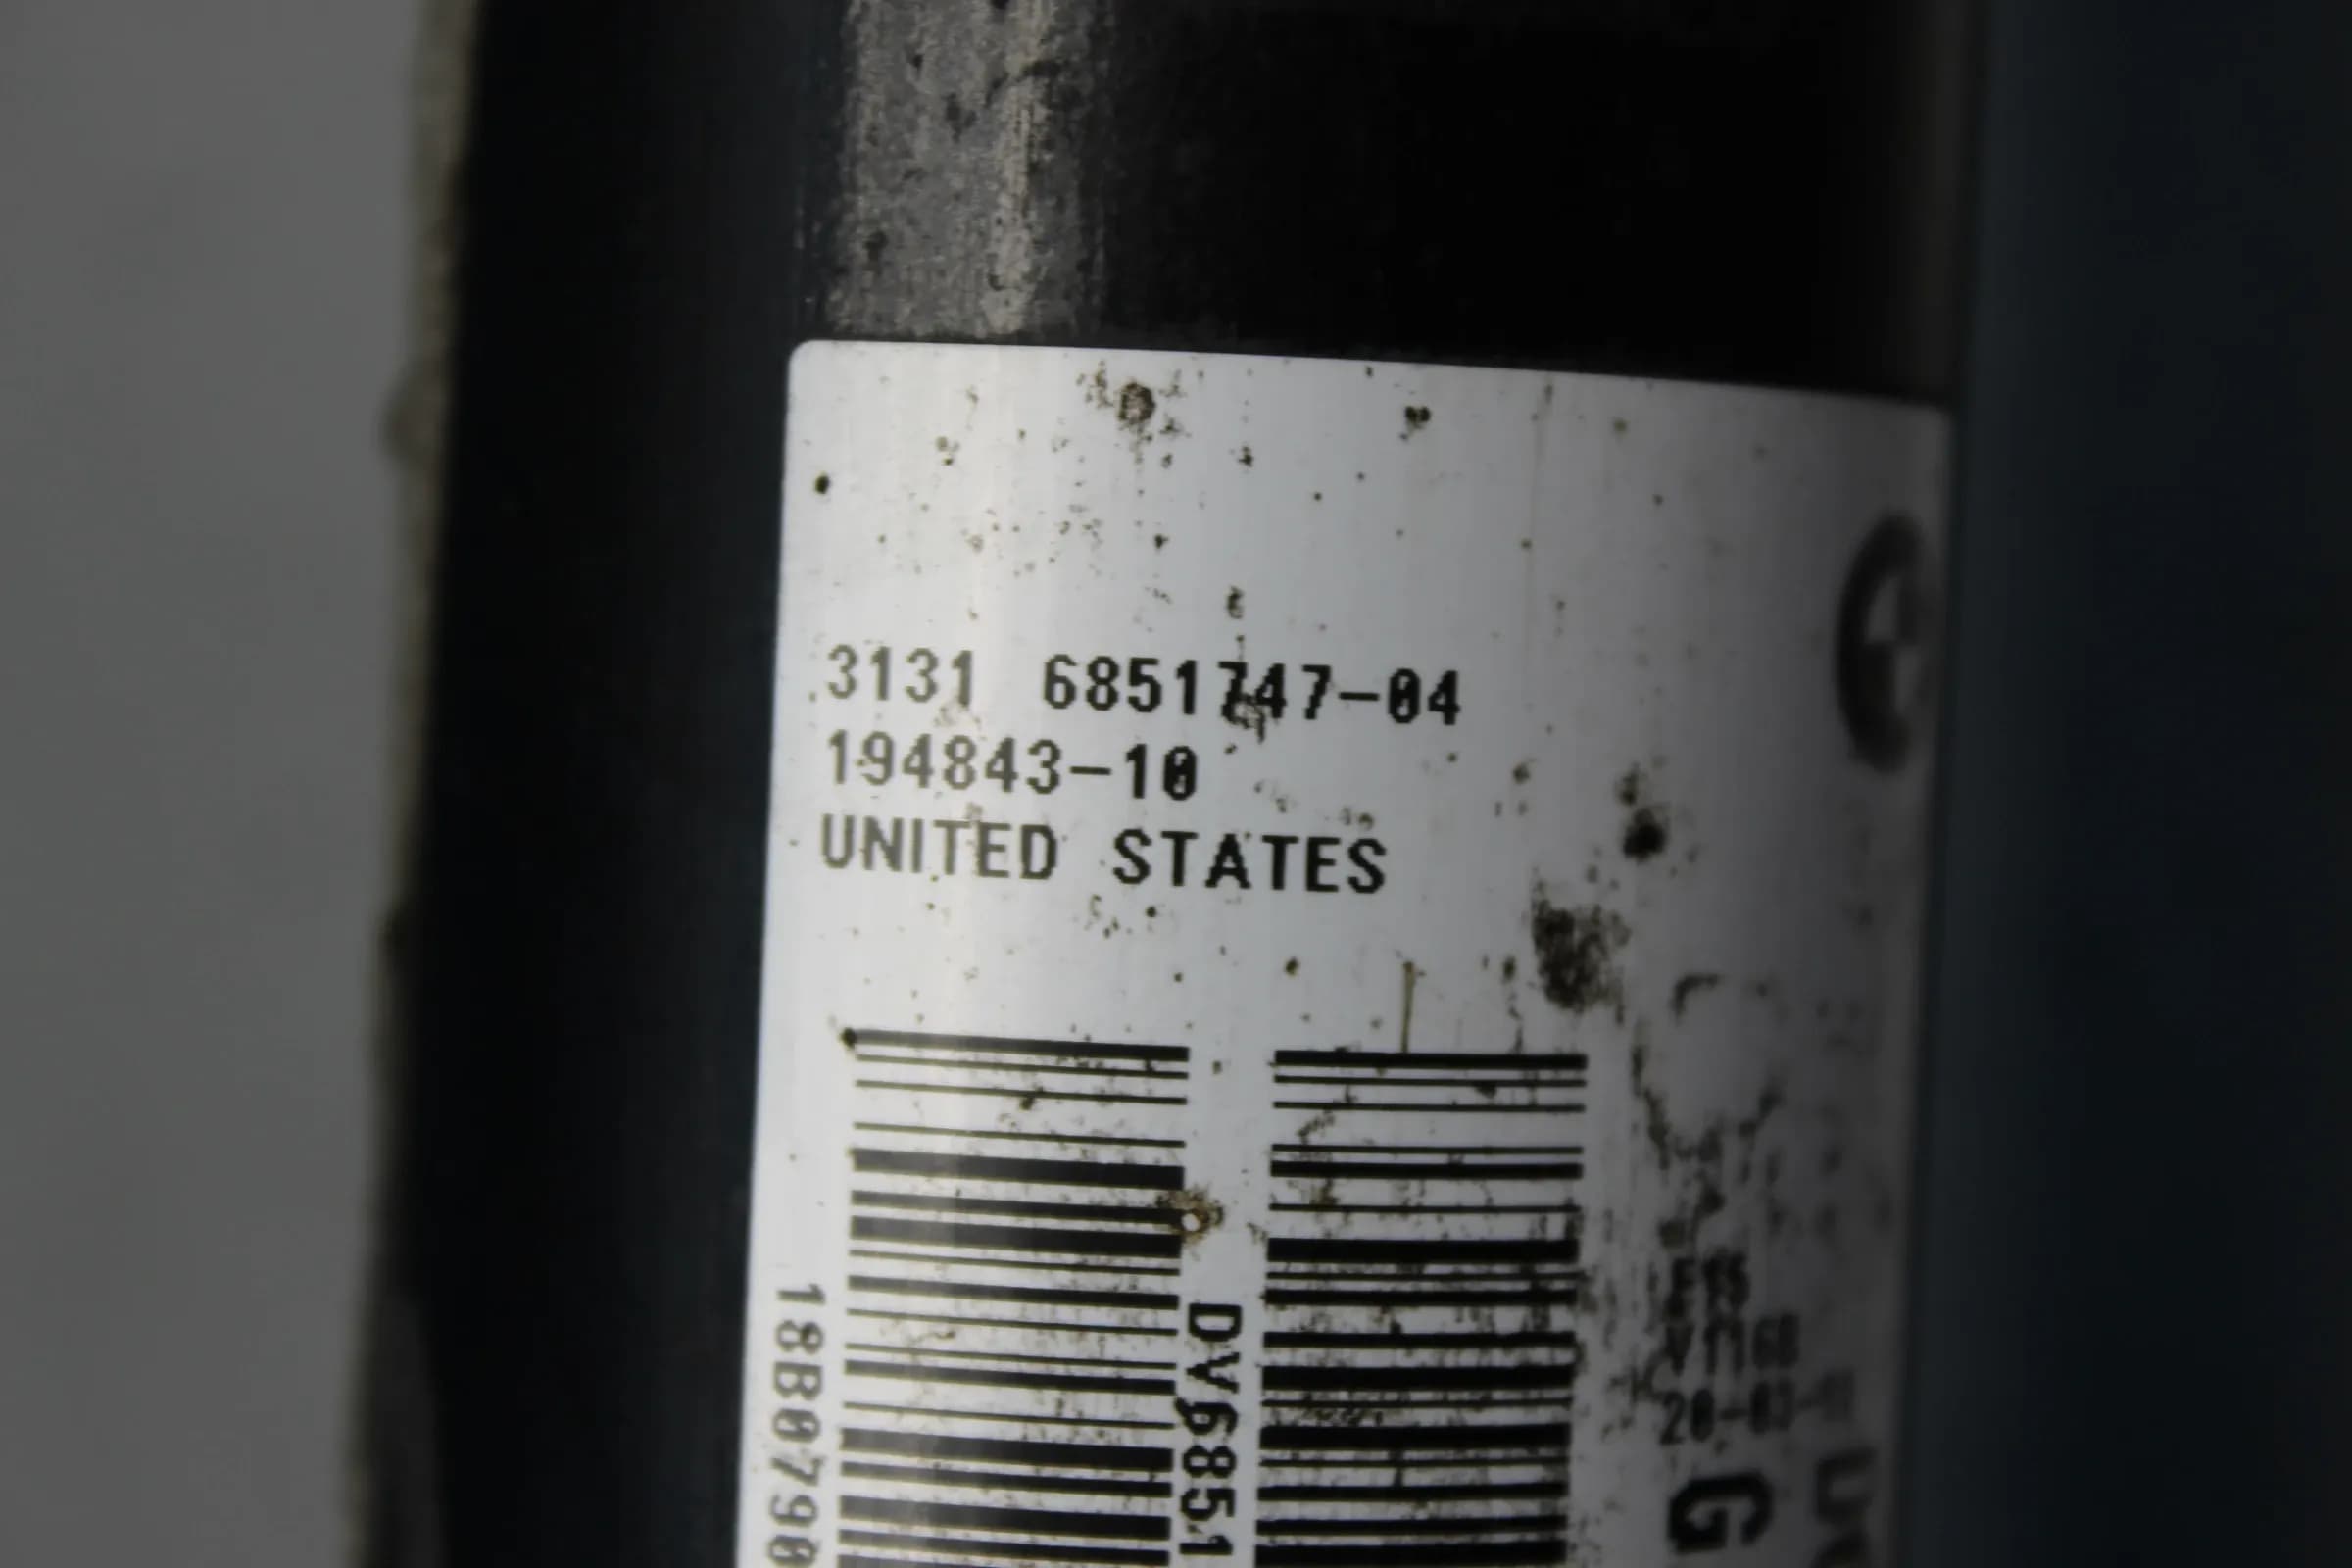 3131 6851747-04
194843-10
UNITED STATES
18B0790
DV6851
G